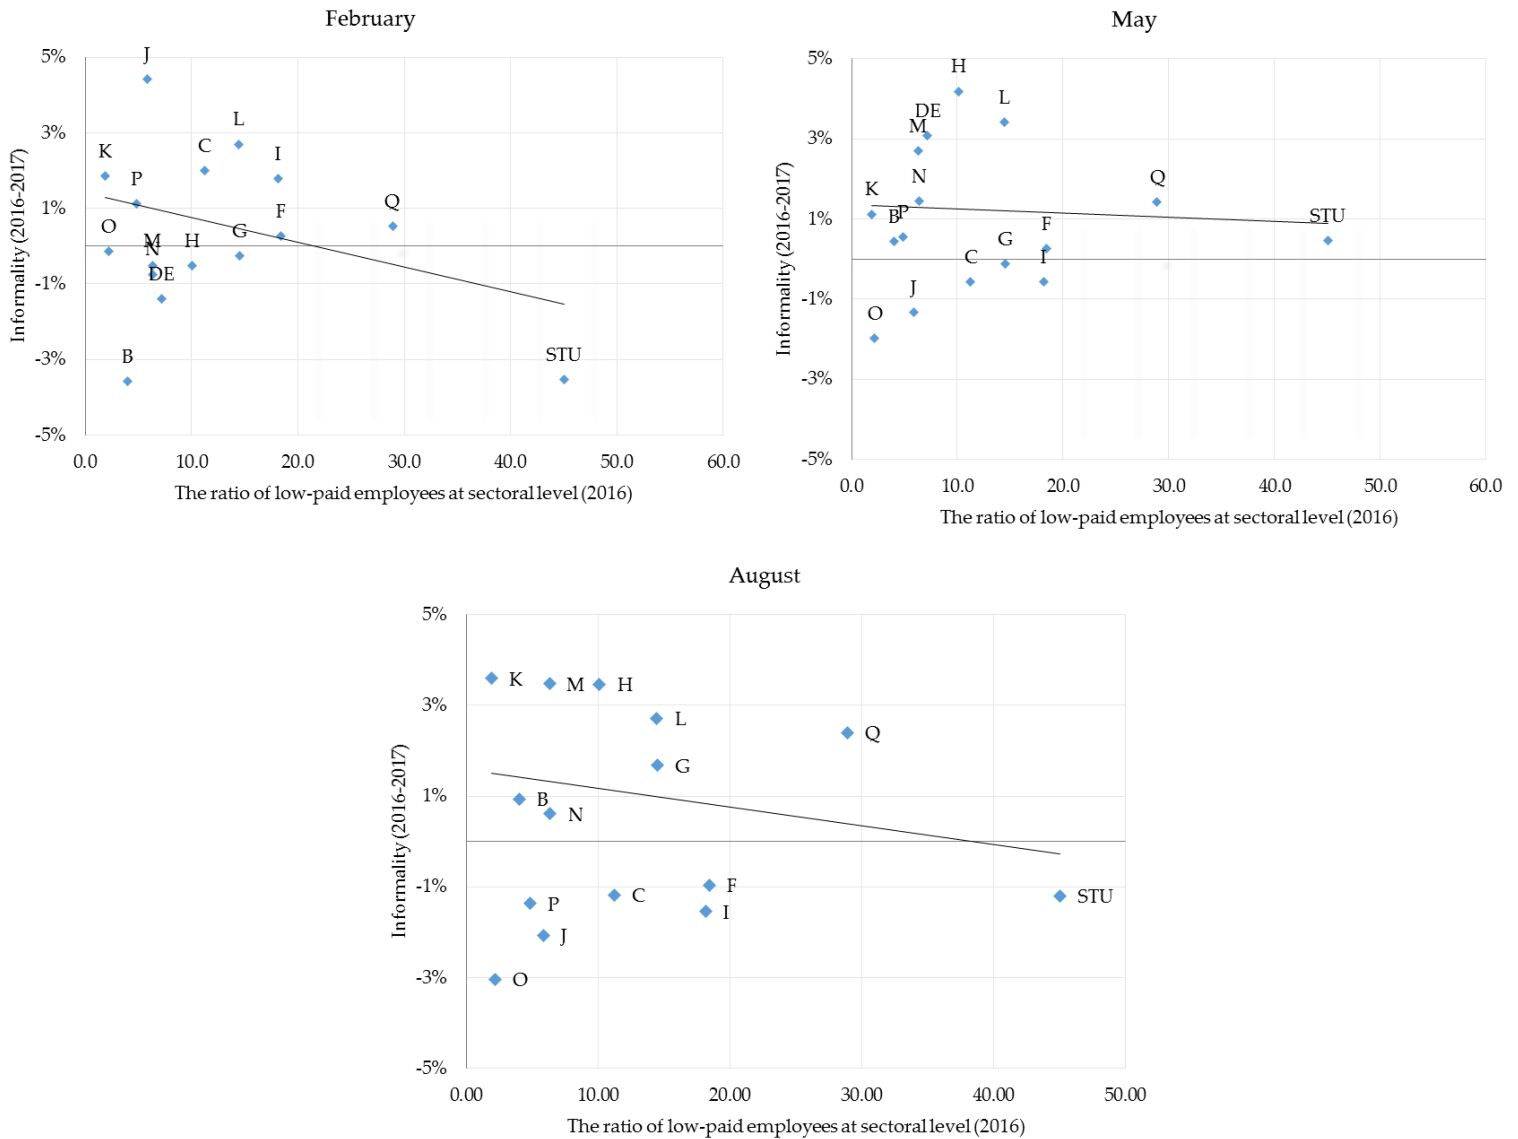 February
5%
3%
1%
-1%
-3%
-5%
Informality (2016-2017)
J
L
C
I
K
P
Q
F
O
G
M
H
N
DE
B
STU
0.0 10.0 20.0 30.0 40.0 50.0 60.0
The ratio of low-paid employees at sectoral level (2016)
May
5%
3%
1%
-1%
-3%
-5%
Informality (2016-2017)
H
L
DE
M
N
Q
K
B
P
STU
F
G
C
I
J
O
0.0 10.0 20.0 30.0 40.0 50.0 60.0
The ratio of low-paid employees at sectoral level (2016)
August
5%
3%
1%
-1%
-3%
-5%
Informality (2016-2017)
K
M
H
L
Q
G
B
N
F
C
STU
P
I
J
O
0.00 10.00 20.00 30.00 40.00 50.00
The ratio of low-paid employees at sectoral level (2016)